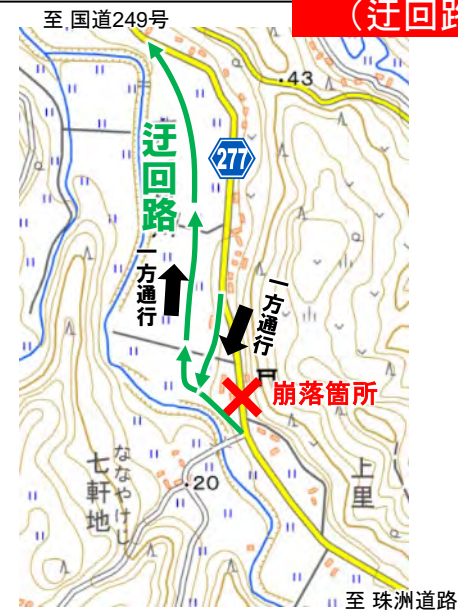 至 国道249号
（迂回路
43
迂回路
277
一方通行
一方通行
崩落箇所
ななやけじ
七軒地
20
上里
至 珠洲道路